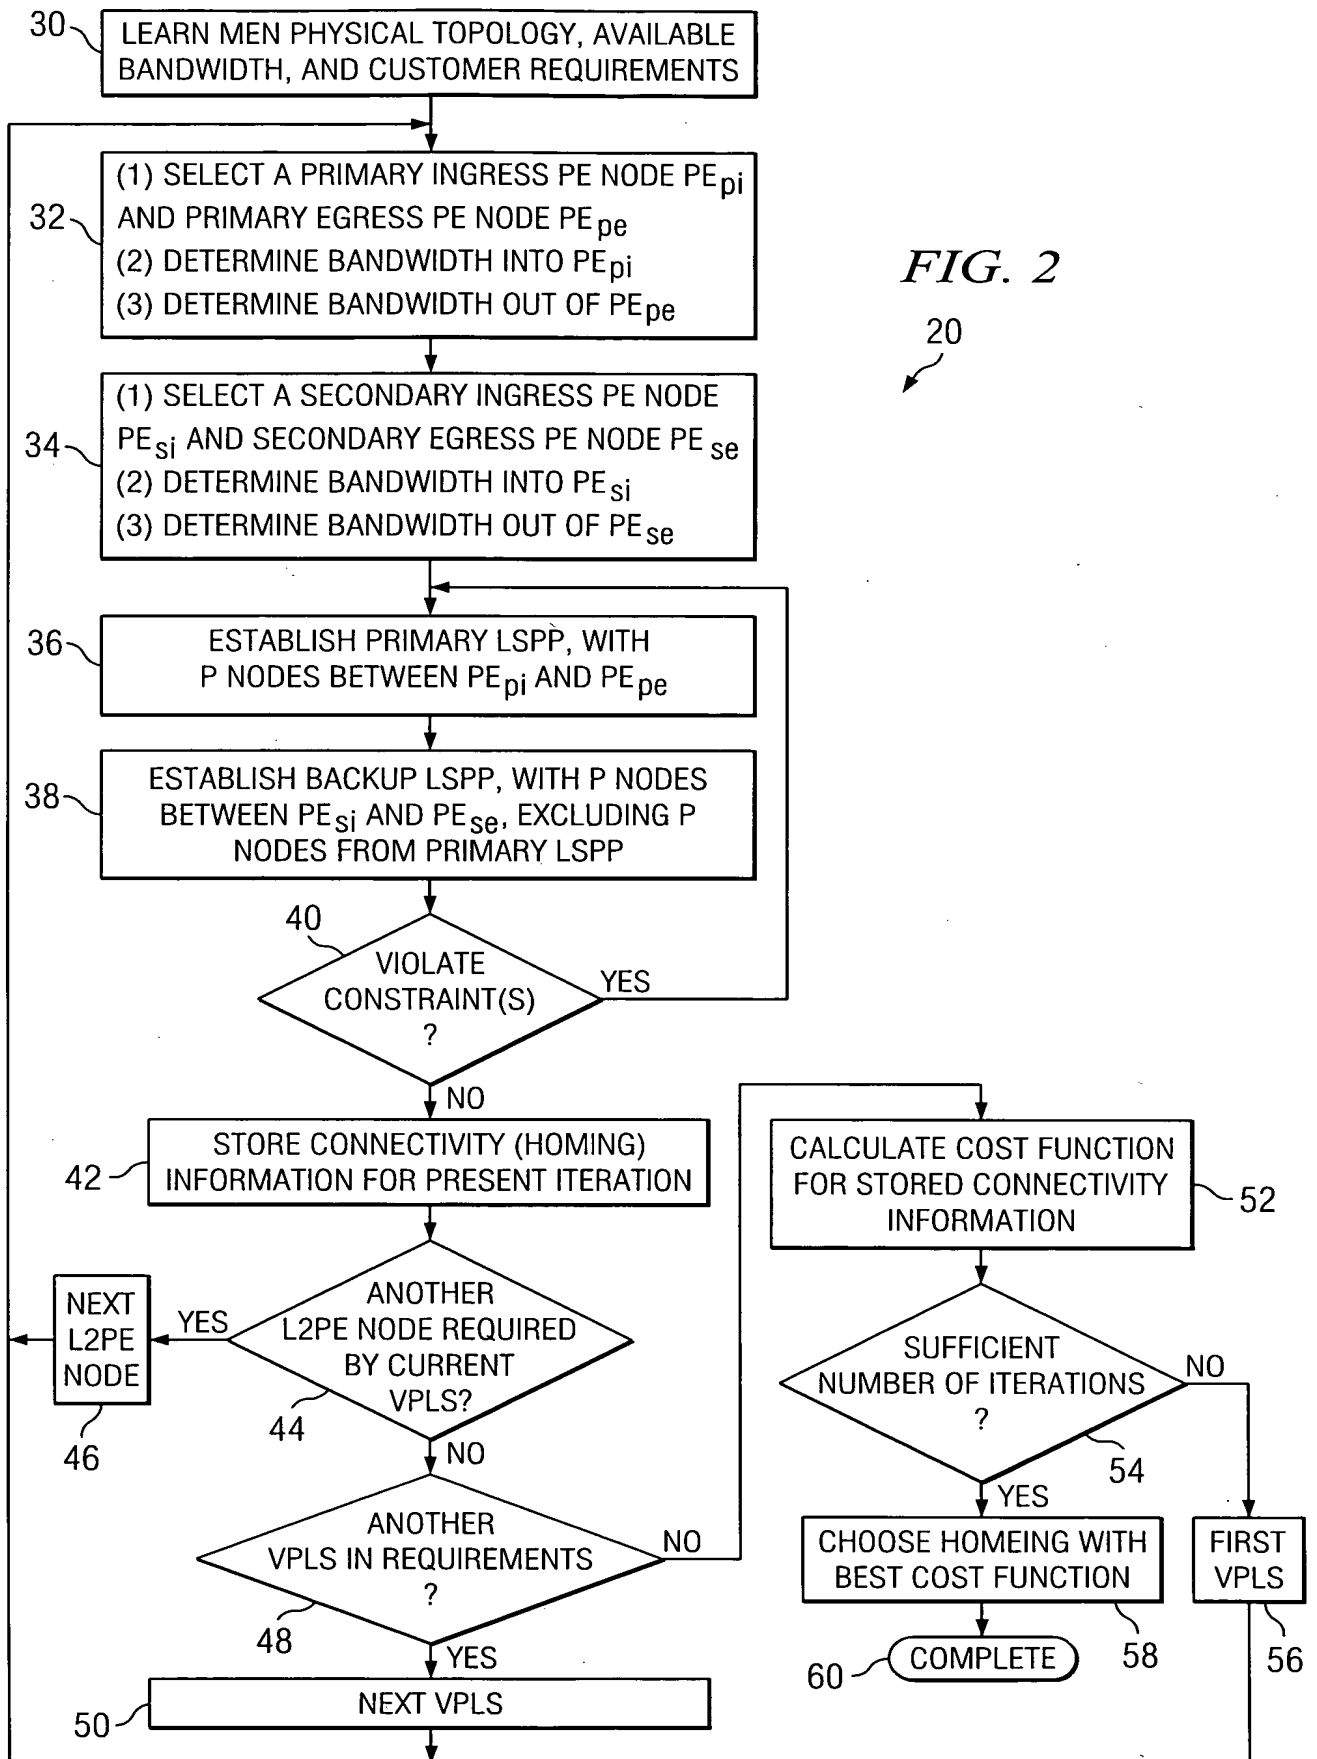 30
LEARN MEN PHYSICAL TOPOLOGY, AVAILABLE
BANDWIDTH, AND CUSTOMER REQUIREMENTS
32
(1) SELECT A PRIMARY INGRESS PE NODE PEpi
AND PRIMARY EGRESS PE NODE PEpe
(2) DETERMINE BANDWIDTH INTO PEpi
(3) DETERMINE BANDWIDTH OUT OF PEpe
FIG. 2
20
34
(1) SELECT A SECONDARY INGRESS PE NODE
PEsi AND SECONDARY EGRESS PE NODE PEse
(2) DETERMINE BANDWIDTH INTO PEsi
(3) DETERMINE BANDWIDTH OUT OF PEse
36
ESTABLISH PRIMARY LSPP, WITH
P NODES BETWEEN PEpi AND PEpe
38
ESTABLISH BACKUP LSPP, WITH P NODES
BETWEEN PEsi AND PEse, EXCLUDING P
NODES FROM PRIMARY LSPP
40
VIOLATE
CONSTRAINT(S)
?
YES
NO
42
STORE CONNECTIVITY (HOMING)
INFORMATION FOR PRESENT ITERATION
44
ANOTHER
L2PE NODE REQUIRED
BY CURRENT
VPLS?
YES
NEXT
L2PE
NODE
46
NO
48
ANOTHER
VPLS IN REQUIREMENTS
?
NO
YES
50
NEXT VPLS
CALCULATE COST FUNCTION
FOR STORED CONNECTIVITY
INFORMATION
52
SUFFICIENT
NUMBER OF ITERATIONS
?
54
NO
YES
CHOOSE HOMEING WITH
BEST COST FUNCTION
58
FIRST
VPLS
56
60
COMPLETE